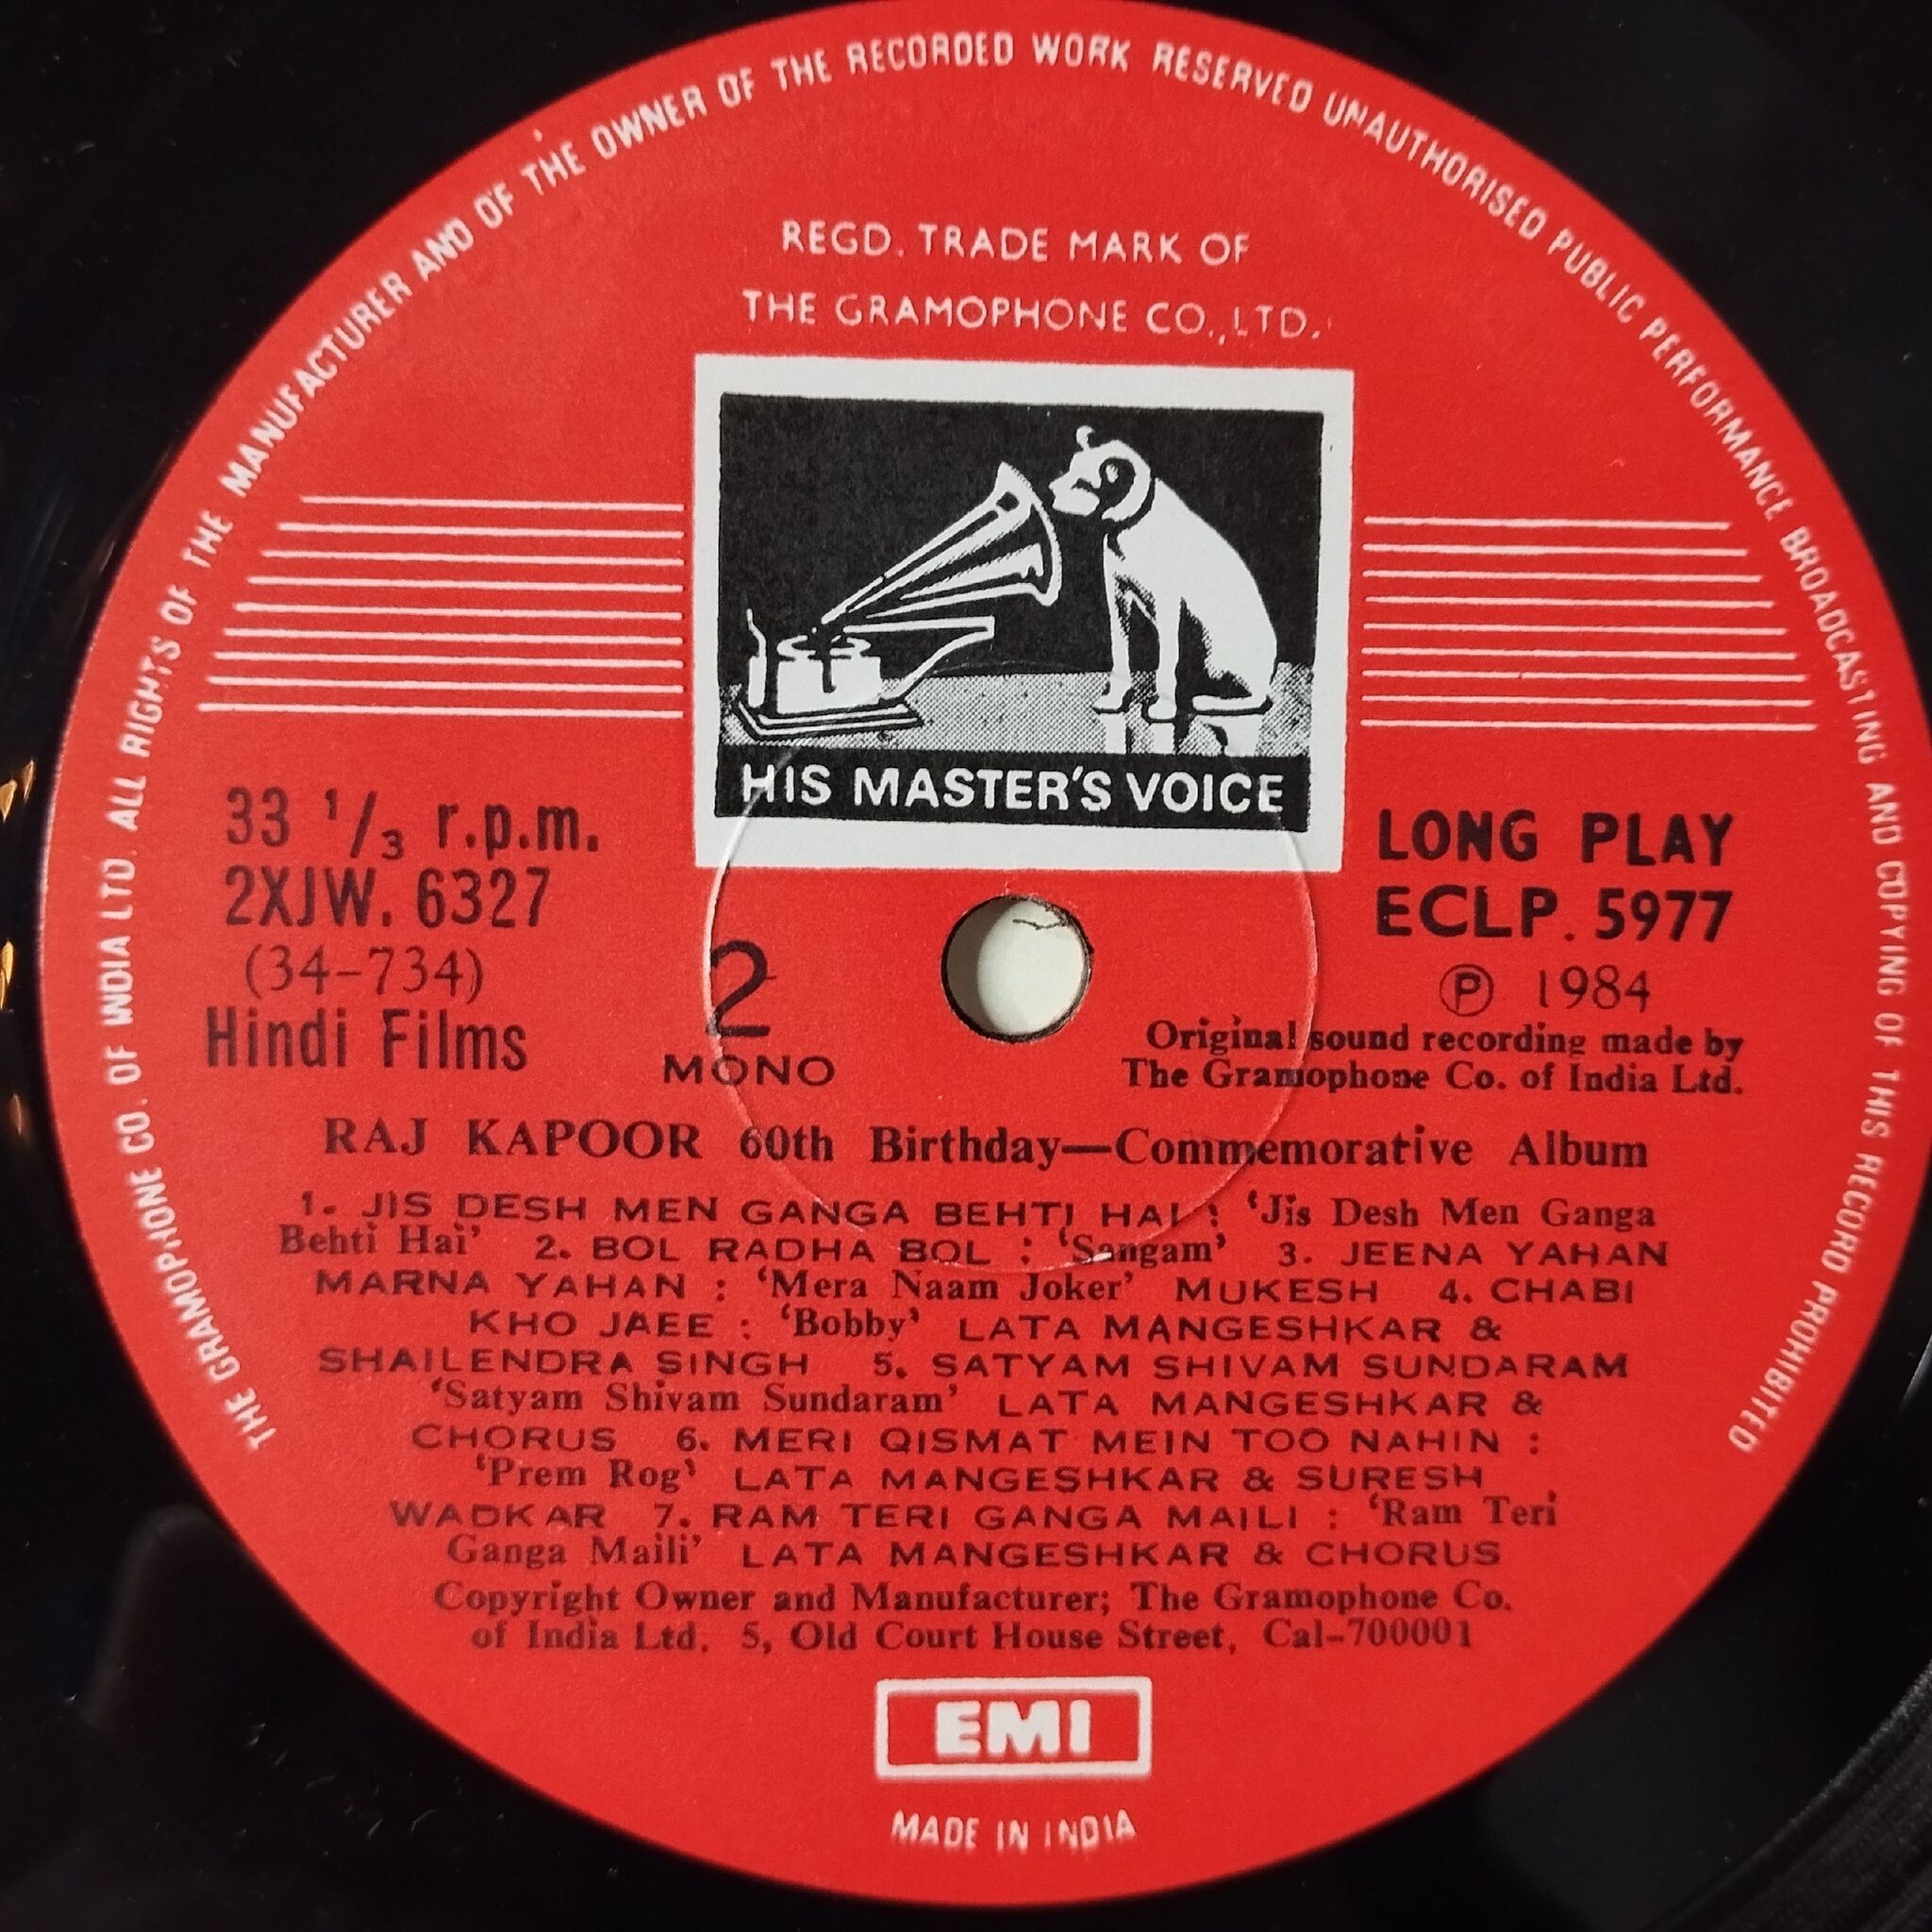 THE GRAMOPHONE CO. OF INDIA LTD. ALL RIGHTS OF THE MANUFACTURER AND OF THE OWNER OF THE RECORDED WORK RESERVED UNAUTHORISED PUBLIC PERFORMANCE BROADCASTING AND COPYING OF THIS RECORD PROHIBITED
REGD. TRADE MARK OF
THE GRAMOPHONE CO., LTD.
HIS MASTER'S VOICE
33 1/3 r.p.m.
2XJW. 6327
(34-734)
Hindi Films
2
MONO
LONG PLAY
ECLP. 5977
℗ 1984
Original sound recording made by
The Gramophone Co. of India Ltd.
RAJ KAPOOR 60th Birthday—Commemorative Album
1. JIS DESH MEN GANGA BEHTI HAI : 'Jis Desh Men Ganga
Behti Hai' 2. BOL RADHA BOL : 'Sangam' 3. JEENA YAHAN
MARNA YAHAN : 'Mera Naam Joker' MUKESH 4. CHABI
KHO JAEE : 'Bobby' LATA MANGESHKAR &
SHAILENDRA SINGH 5. SATYAM SHIVAM SUNDARAM
'Satyam Shivam Sundaram' LATA MANGESHKAR &
CHORUS 6. MERI QISMAT MEIN TOO NAHIN :
'Prem Rog' LATA MANGESHKAR & SURESH
WADKAR 7. RAM TERI GANGA MAILI : 'Ram Teri
Ganga Maili' LATA MANGESHKAR & CHORUS
Copyright Owner and Manufacturer; The Gramophone Co.
of India Ltd. 5, Old Court House Street, Cal-700001
EMI
MADE IN INDIA